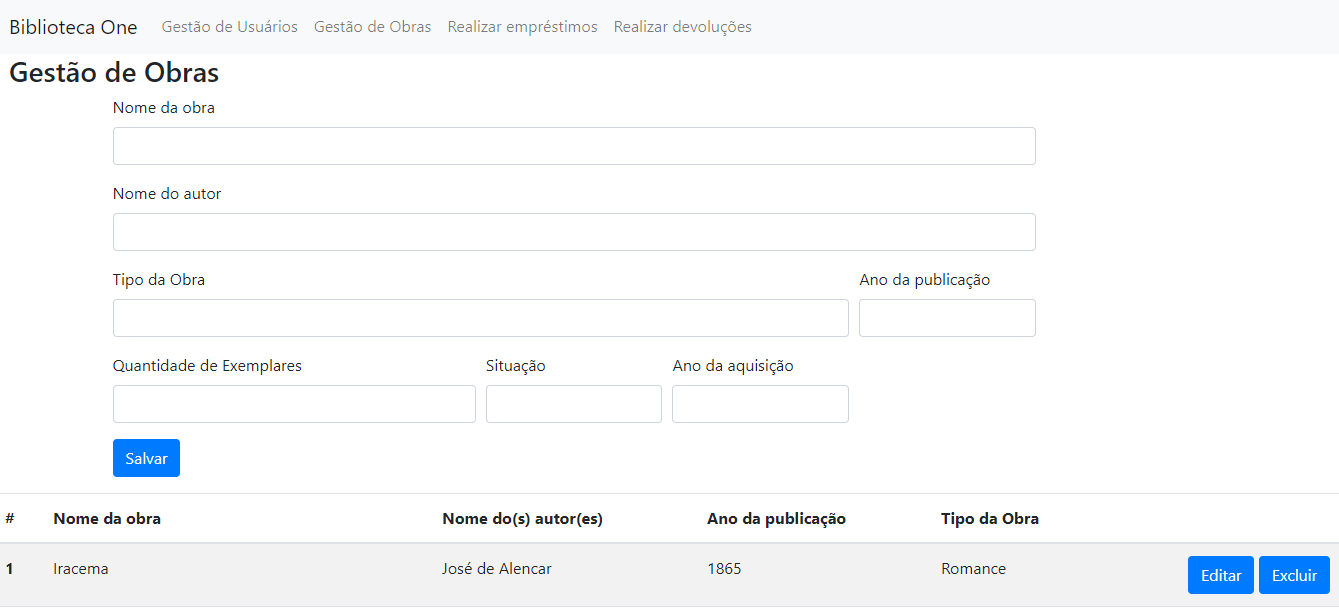 Biblioteca One Gestão de Usuários Gestão de Obras Realizar empréstimos Realizar devoluções
Gestão de Obras
Nome da obra
Nome do autor
Tipo da Obra Ano da publicação
Quantidade de Exemplares Situação Ano da aquisição
Salvar
# Nome da obra Nome do(s) autor(es) Ano da publicação Tipo da Obra
1 Iracema José de Alencar 1865 Romance Editar Excluir